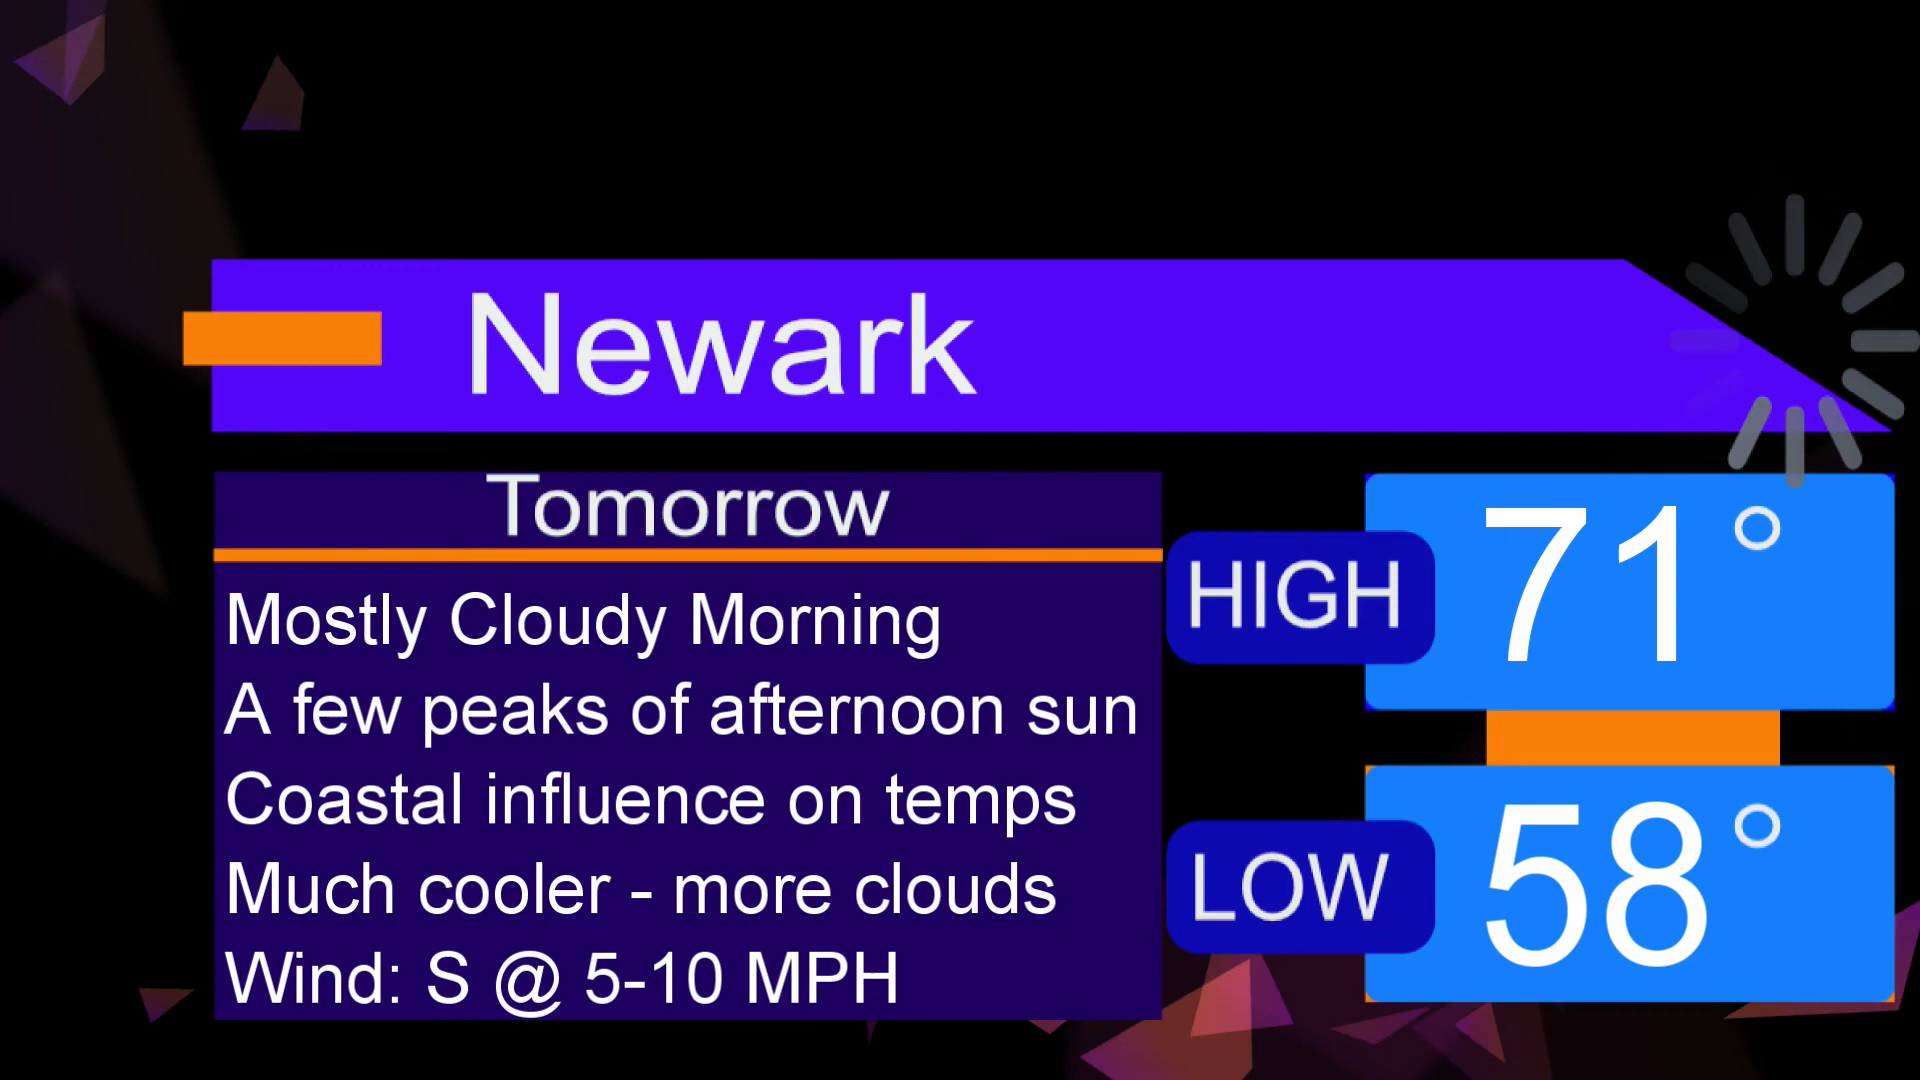 Newark
Tomorrow
Mostly Cloudy Morning
A few peaks of afternoon sun
Coastal influence on temps
Much cooler - more clouds
Wind: S @ 5-10 MPH
HIGH 71°
LOW 58°